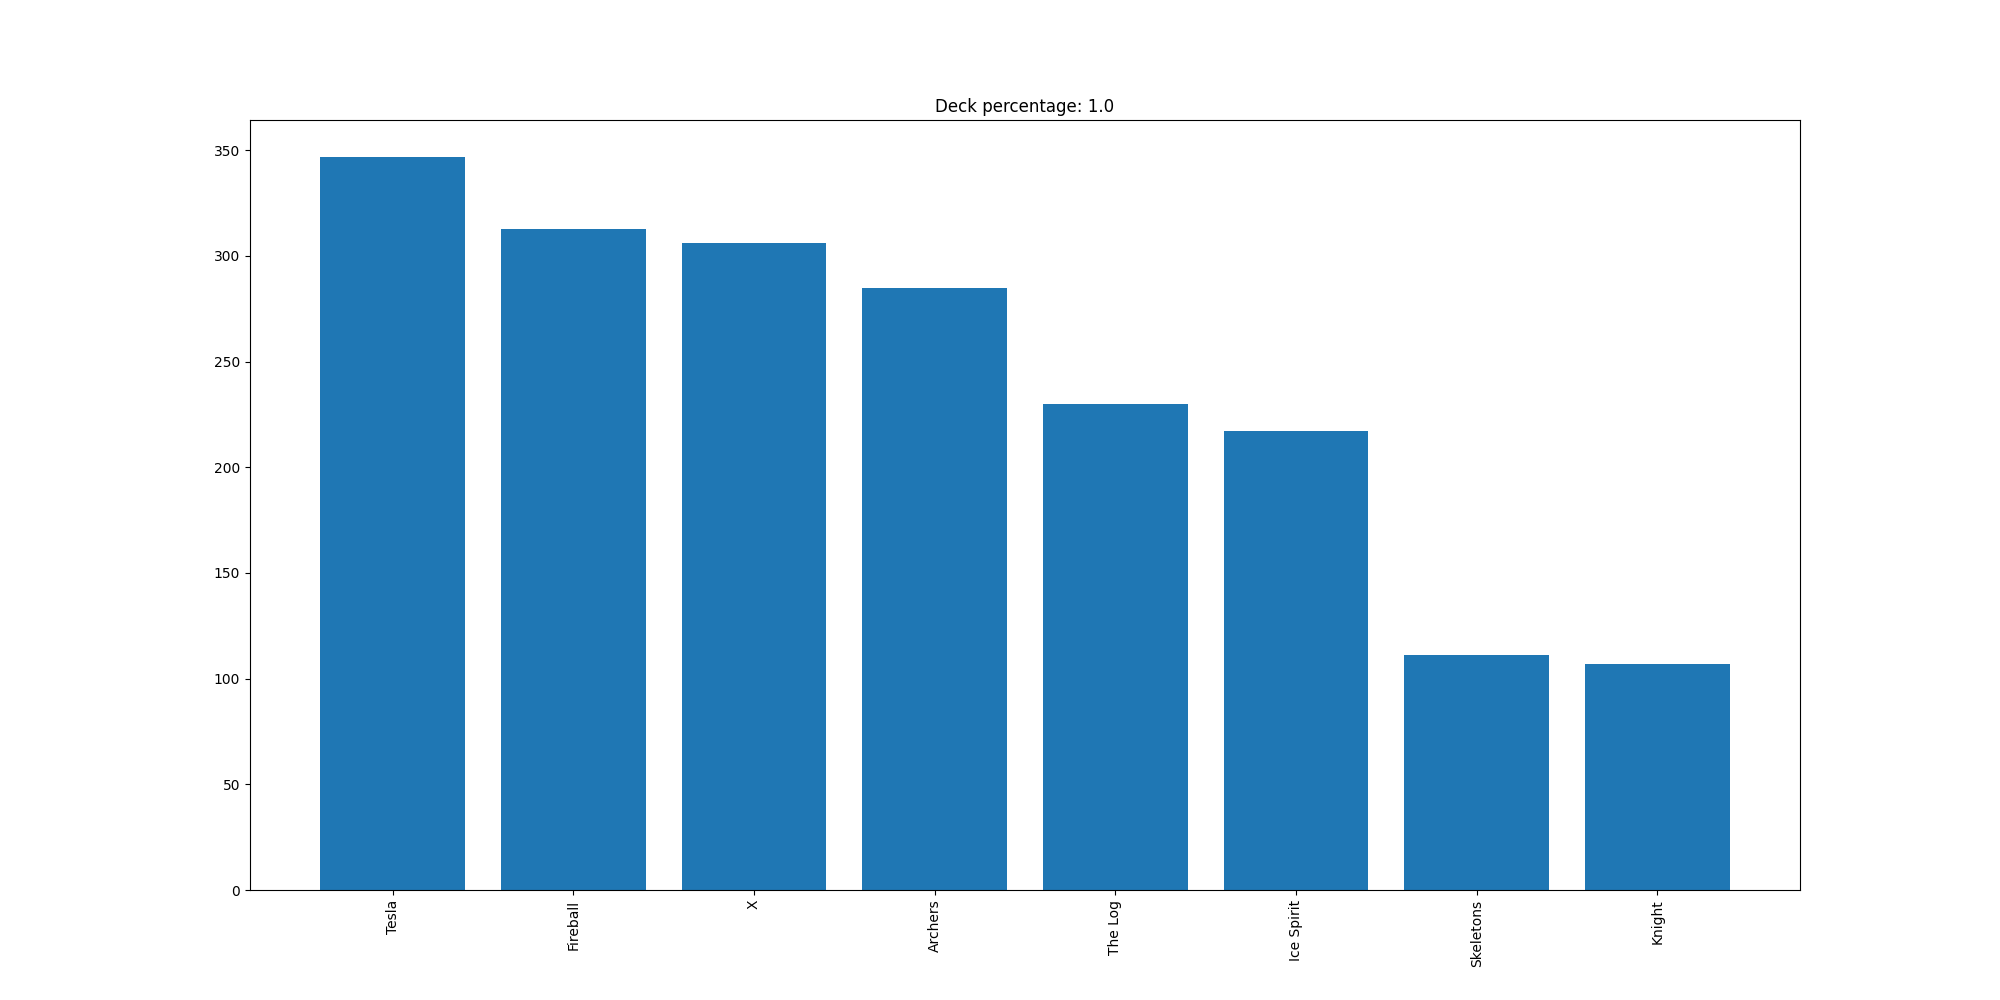 Deck percentage: 1.0
350
300
250
200
150
100
50
0
Tesla
Fireball
X
Archers
The Log
Ice Spirit
Skeletons
Knight